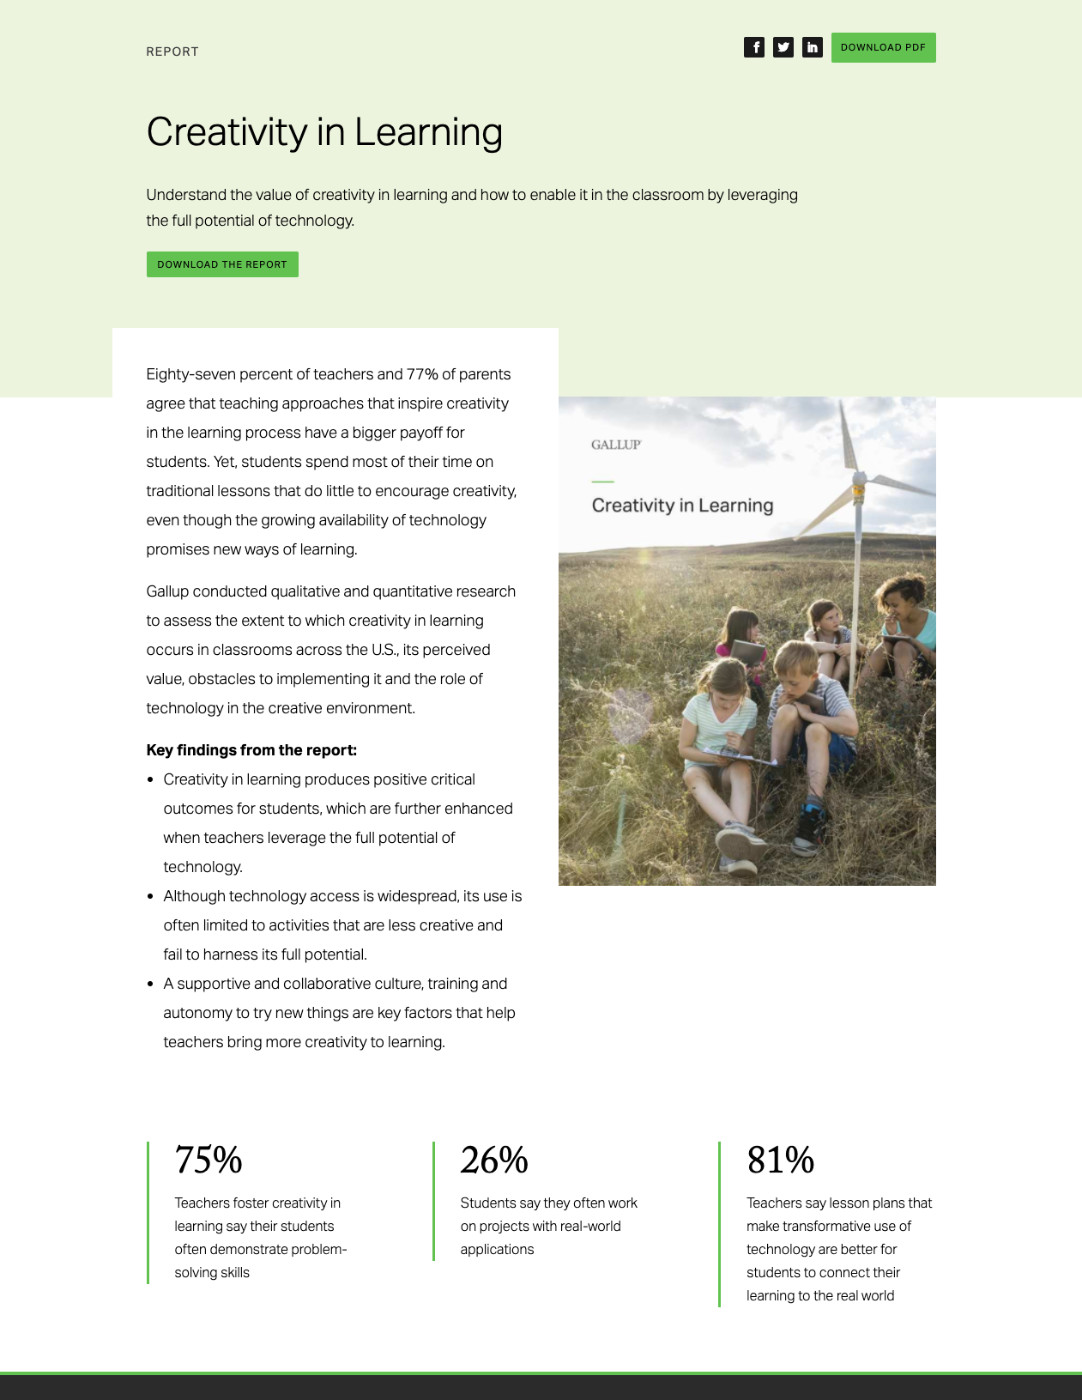 REPORT
DOWNLOAD PDF
Creativity in Learning
Understand the value of creativity in learning and how to enable it in the classroom by leveraging
the full potential of technology.
DOWNLOAD THE REPORT
Eighty-seven percent of teachers and 77% of parents
agree that teaching approaches that inspire creativity
in the learning process have a bigger payoff for
students. Yet, students spend most of their time on
traditional lessons that do little to encourage creativity,
even though the growing availability of technology
promises new ways of learning.
Gallup conducted qualitative and quantitative research
to assess the extent to which creativity in learning
occurs in classrooms across the U.S., its perceived
value, obstacles to implementing it and the role of
technology in the creative environment.
Key findings from the report:
• Creativity in learning produces positive critical
outcomes for students, which are further enhanced
when teachers leverage the full potential of
technology.
• Although technology access is widespread, its use is
often limited to activities that are less creative and
fail to harness its full potential.
• A supportive and collaborative culture, training and
autonomy to try new things are key factors that help
teachers bring more creativity to learning.
GALLUP
Creativity in Learning
75%
Teachers foster creativity in
learning say their students
often demonstrate problem-
solving skills
26%
Students say they often work
on projects with real-world
applications
81%
Teachers say lesson plans that
make transformative use of
technology are better for
students to connect their
learning to the real world